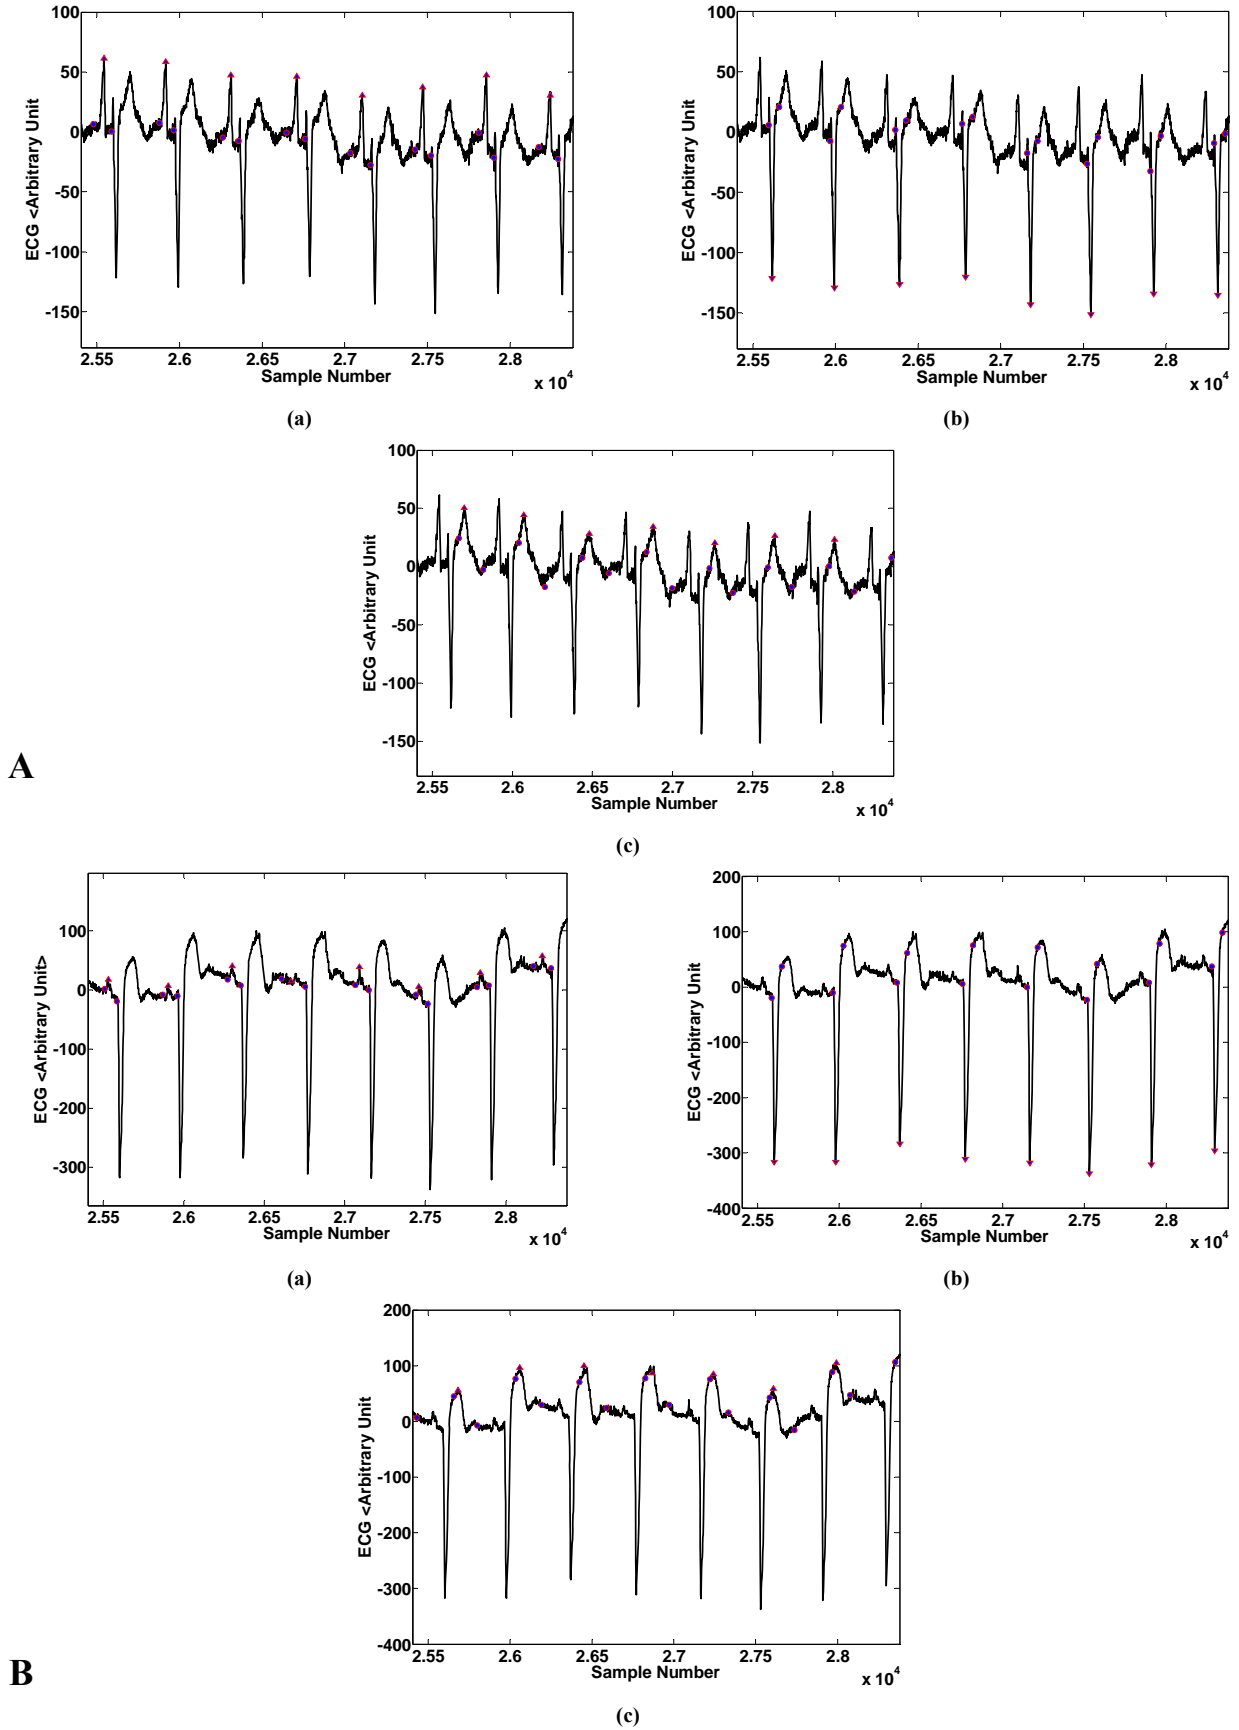 100
50
0
-50
-100
-150
ECG <Arbitrary Unit
2.55 2.6 2.65 2.7 2.75 2.8
Sample Number
x 10^4
(a)
100
50
0
-50
-100
-150
ECG <Arbitrary Unit
2.55 2.6 2.65 2.7 2.75 2.8
Sample Number
x 10^4
(b)
100
50
0
-50
-100
-150
ECG <Arbitrary Unit
2.55 2.6 2.65 2.7 2.75 2.8
Sample Number
x 10^4
A
(c)
100
0
-100
-200
-300
ECG <Arbitrary Unit>
2.55 2.6 2.65 2.7 2.75 2.8
Sample Number
x 10^4
(a)
200
100
0
-100
-200
-300
-400
ECG <Arbitrary Unit
2.55 2.6 2.65 2.7 2.75 2.8
Sample Number
x 10^4
(b)
200
100
0
-100
-200
-300
-400
ECG <Arbitrary Unit
2.55 2.6 2.65 2.7 2.75 2.8
Sample Number
x 10^4
B
(c)